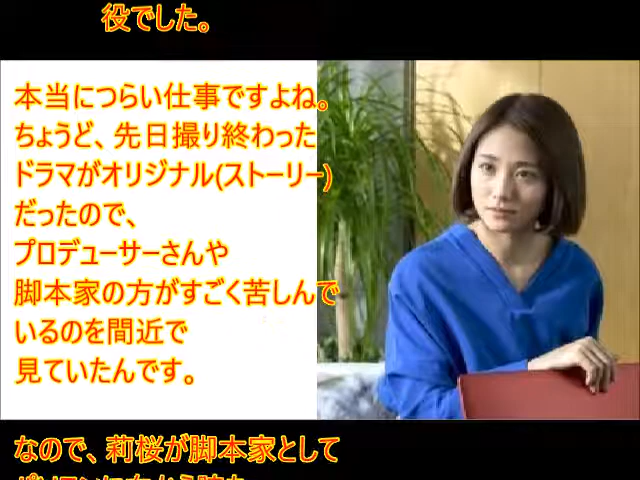 役でした。
本当につらい仕事ですよね。
ちょうど、先日撮り終わった
ドラマがオリジナル(ストーリー)
だったので、
プロデューサーさんや
脚本家の方がすごく苦しんで
いるのを間近で
見ていたんです。
なので、莉桜が脚本家として